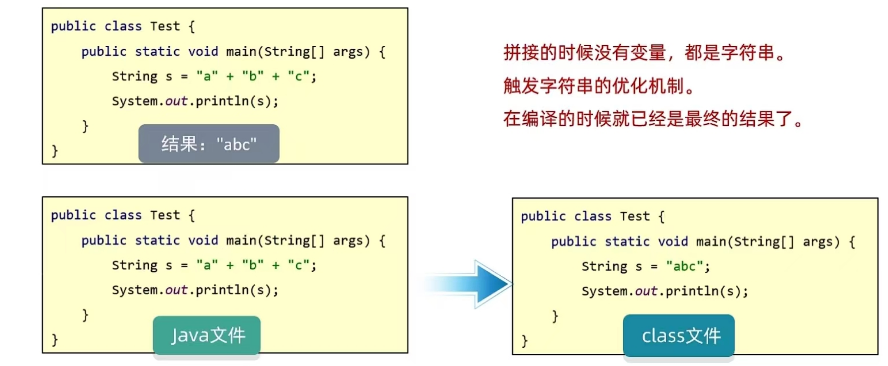 public class Test {
public static void main(String[] args) {
String s = "a" + "b" + "c";
System.out.println(s);
}
}
结果："abc"
拼接的时候没有变量，都是字符串。
触发字符串的优化机制。
在编译的时候就已经是最终的结果了。
public class Test {
public static void main(String[] args) {
String s = "a" + "b" + "c";
System.out.println(s);
}
}
Java文件
public class Test {
public static void main(String[] args) {
String s = "abc";
System.out.println(s);
}
}
class文件